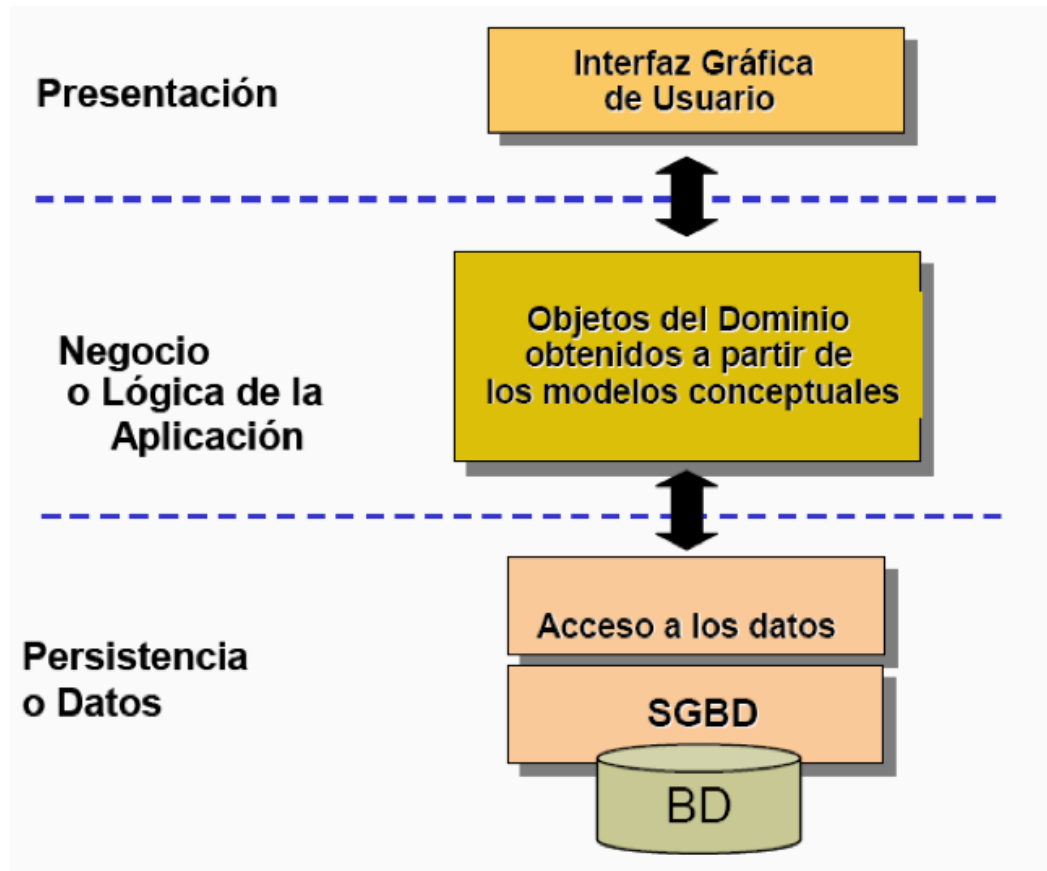 Presentación
Interfaz Gráfica
de Usuario
Negocio
o Lógica de la
Aplicación
Objetos del Dominio
obtenidos a partir de
los modelos conceptuales
Persistencia
o Datos
Acceso a los datos
SGBD
BD